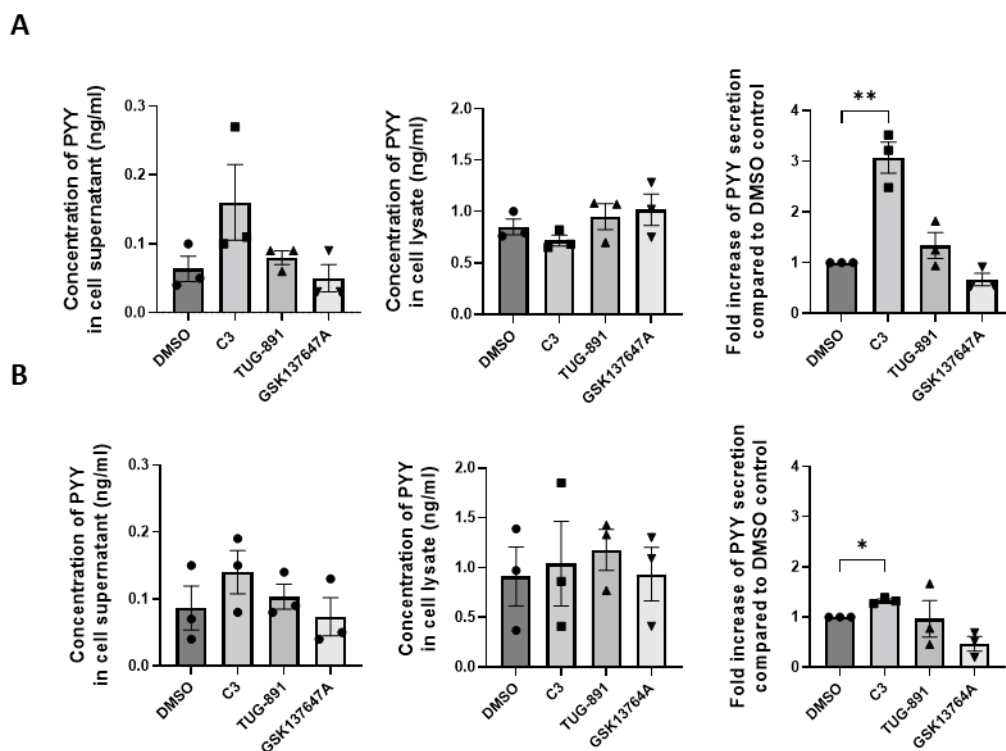 A
Concentration of PYY
in cell supernatant (ng/ml)
0.3
0.2
0.1
0.0
DMSO
C3
TUG-891
GSK137647A
Concentration of PYY
in cell lysate (ng/ml)
2.0
1.5
1.0
0.5
0.0
DMSO
C3
TUG-891
GSK137647A
Fold increase of PYY secretion
compared to DMSO control
4
3
2
1
0
**
DMSO
C3
TUG-891
GSK137647A
B
Concentration of PYY
in cell supernatant (ng/ml)
0.3
0.2
0.1
0.0
DMSO
C3
TUG-891
GSK137647A
Concentration of PYY
in cell lysate (ng/ml)
2.0
1.5
1.0
0.5
0.0
DMSO
C3
TUG-891
GSK13764A
Fold increase of PYY secretion
compared to DMSO control
4
3
2
1
0
*
DMSO
C3
TUG-891
GSK137647A